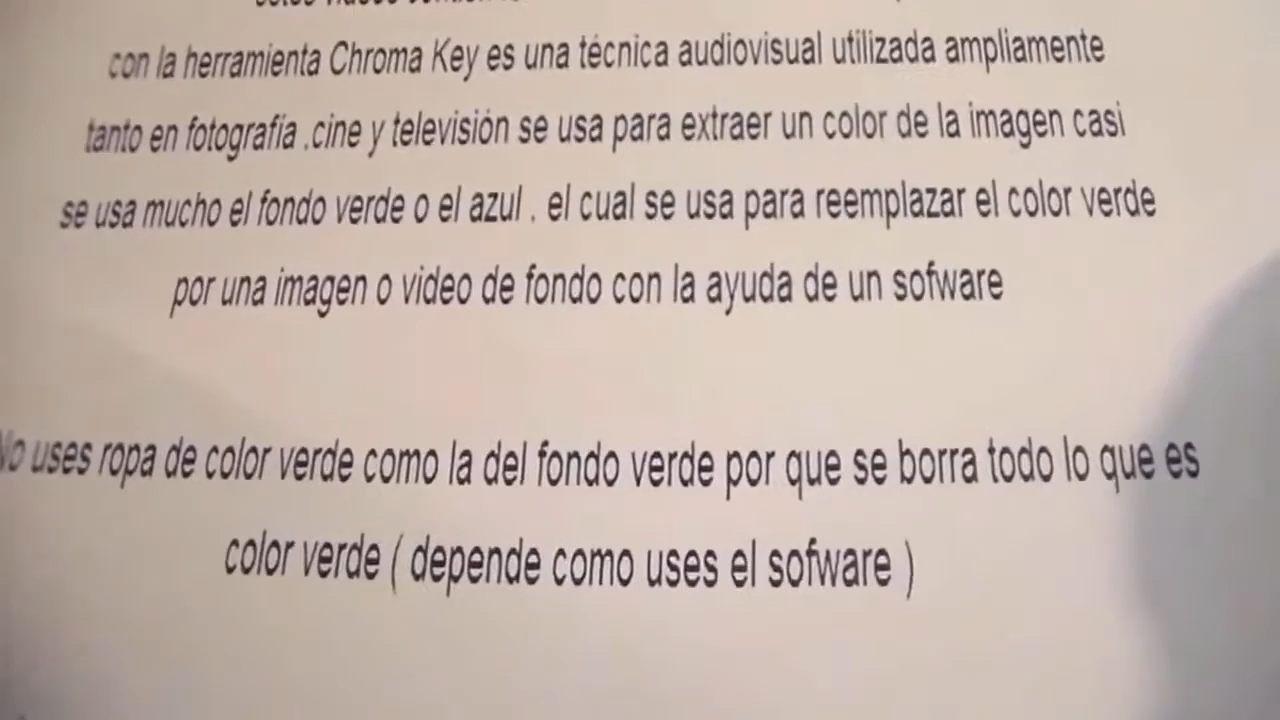 con la herramienta Chroma Key es una técnica audiovisual utilizada ampliamente
tanto en fotografía .cine y televisión se usa para extraer un color de la imagen casi
se usa mucho el fondo verde o el azul . el cual se usa para reemplazar el color verde
por una imagen o video de fondo con la ayuda de un sofware
No uses ropa de color verde como la del fondo verde por que se borra todo lo que es
color verde ( depende como uses el sofware )